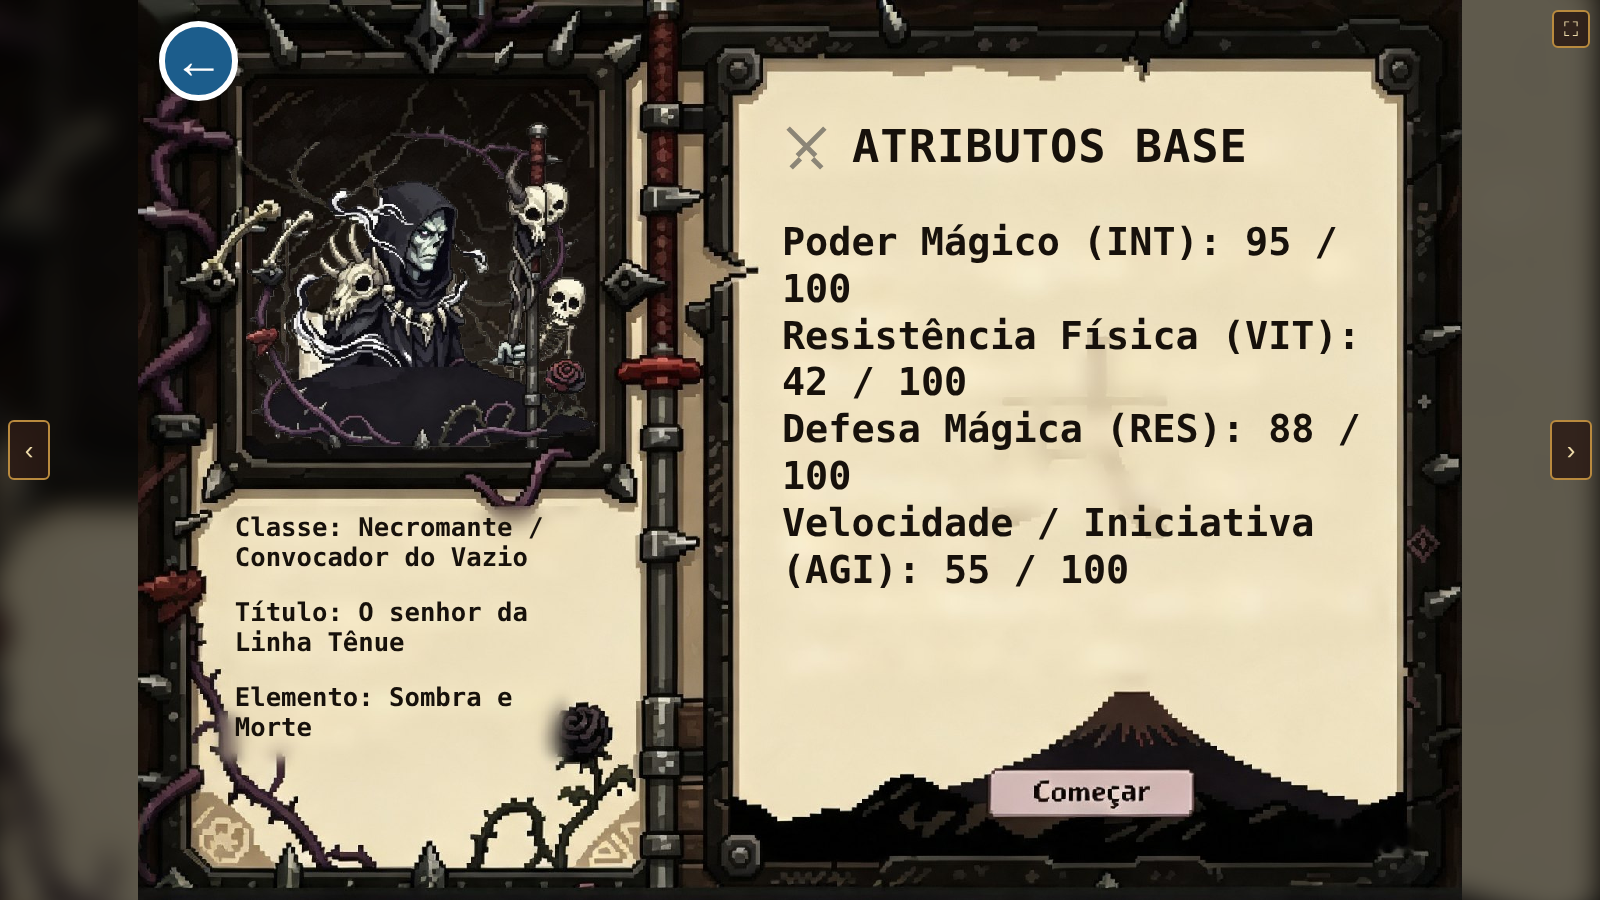 Classe: Necromante /
Convocador do Vazio
Título: O senhor da
Linha Tênue
Elemento: Sombra e
Morte
ATRIBUTOS BASE
Poder Mágico (INT): 95 /
100
Resistência Física (VIT):
42 / 100
Defesa Mágica (RES): 88 /
100
Velocidade / Iniciativa
(AGI): 55 / 100
Começar